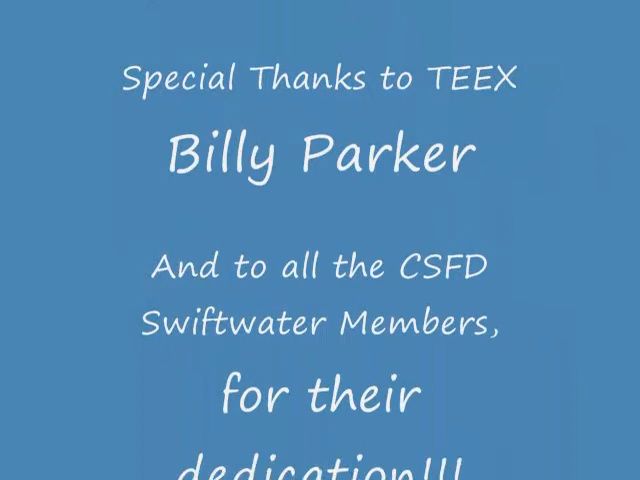 Special Thanks to TEEX
Billy Parker
And to all the CSFD
Swiftwater Members,
for their
dedication!!!